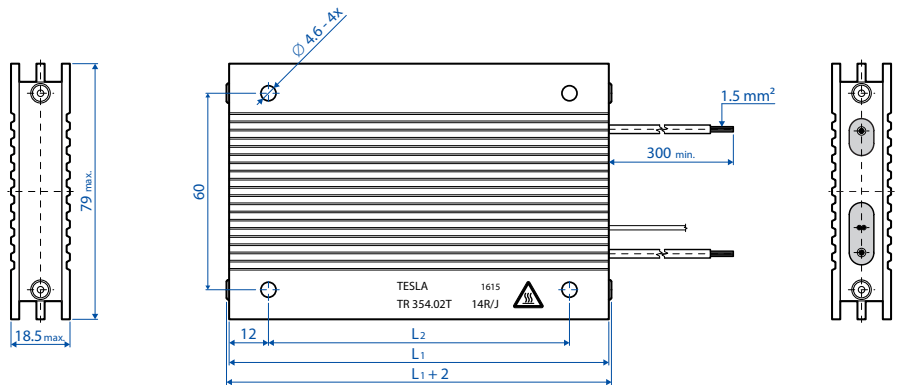 Ø 4.6 - 4x
1.5 mm²
300 min.
79 max.
60
TESLA 1615
TR 354.02T 14R/J
18.5 max.
12
L2
L1
L1 + 2